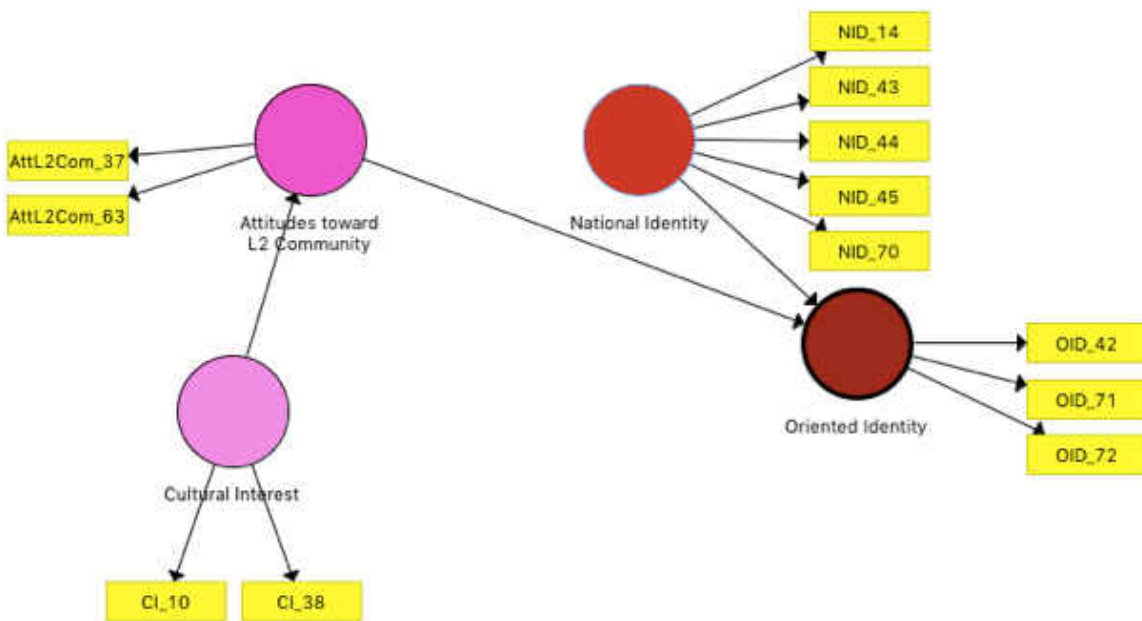 NID_14
NID_43
NID_44
NID_45
NID_70
AttL2Com_37
AttL2Com_63
Attitudes toward
L2 Community
National Identity
OID_42
OID_71
OID_72
Oriented Identity
Cultural Interest
CI_10
CI_38